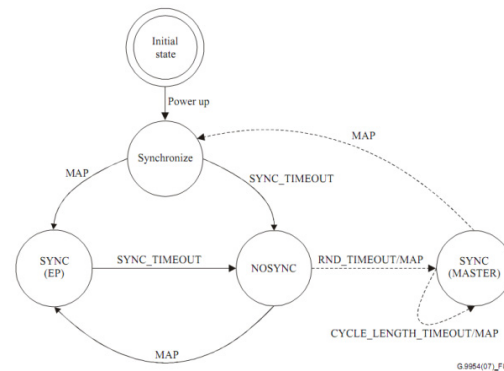 Initial
state
Power up
MAP
Synchronize
MAP
SYNC_TIMEOUT
SYNC
(EP)
SYNC_TIMEOUT
NOSYNC
RND_TIMEOUT/MAP
SYNC
(MASTER)
CYCLE_LENGTH_TIMEOUT/MAP
MAP